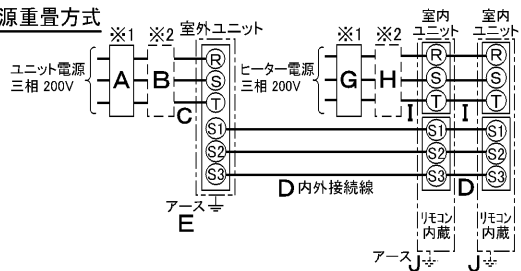 源重畳方式
※1 ※2 室外ユニット ※1 ※2 室内ユニット 室内ユニット
ユニット電源
三相 200V
A B R S T
C
ヒーター電源
三相 200V
G H R S T R S T
I I
S1 S1 S1
S2 S2 S2
S3 S3 S3
D 内外接続線 D
アース
E
リモコン
内蔵
リモコン
内蔵
アース J J